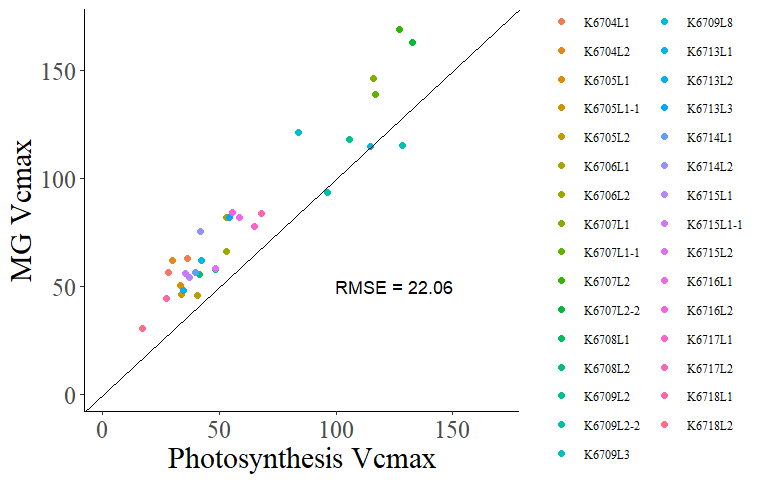 MG Vcmax
150
100
50
0
0 50 100 150
Photosynthesis Vcmax
RMSE = 22.06
K6704L1
K6704L2
K6705L1
K6705L1-1
K6705L2
K6706L1
K6706L2
K6707L1
K6707L1-1
K6707L2
K6707L2-2
K6708L1
K6708L2
K6709L2
K6709L2-2
K6709L3
K6709L8
K6713L1
K6713L2
K6713L3
K6714L1
K6714L2
K6715L1
K6715L1-1
K6715L2
K6716L1
K6716L2
K6717L1
K6717L2
K6718L1
K6718L2